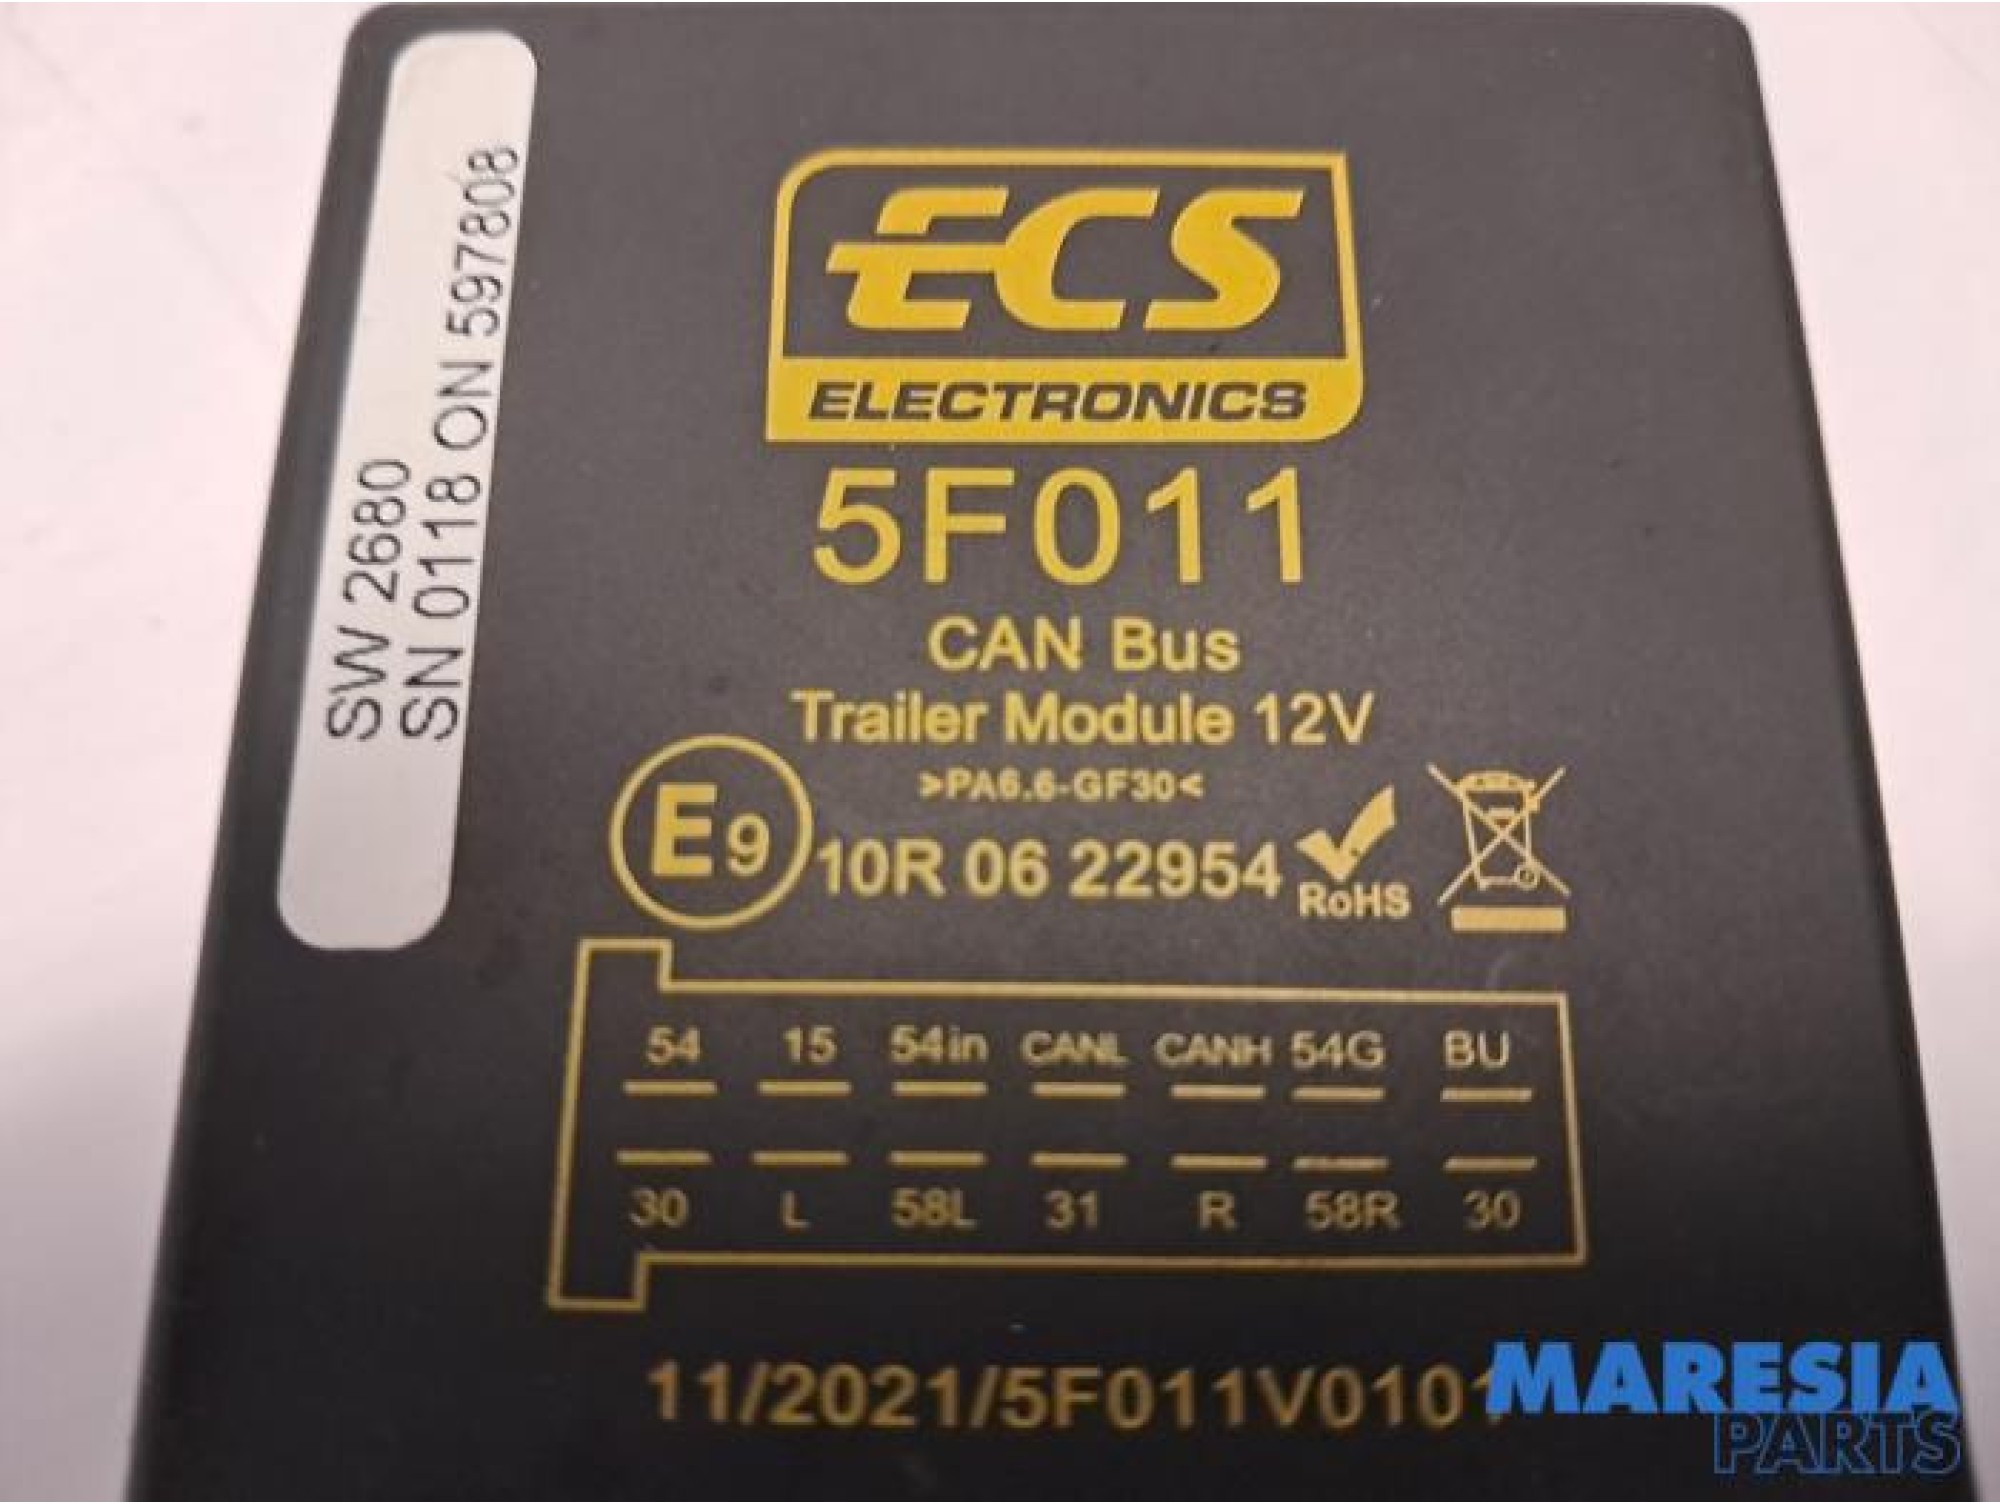 SW 2680
SN 0118 ON 597808
ECS
ELECTRONICS
5F011
CAN Bus
Trailer Module 12V
>PA6.6-GF30<
E9 10R 06 22954
RoHS
54 15 54in CANL CANH 54G BU
30 L 58L 31 R 58R 30
11/2021/5F011V0101
MARESIA
PARTS